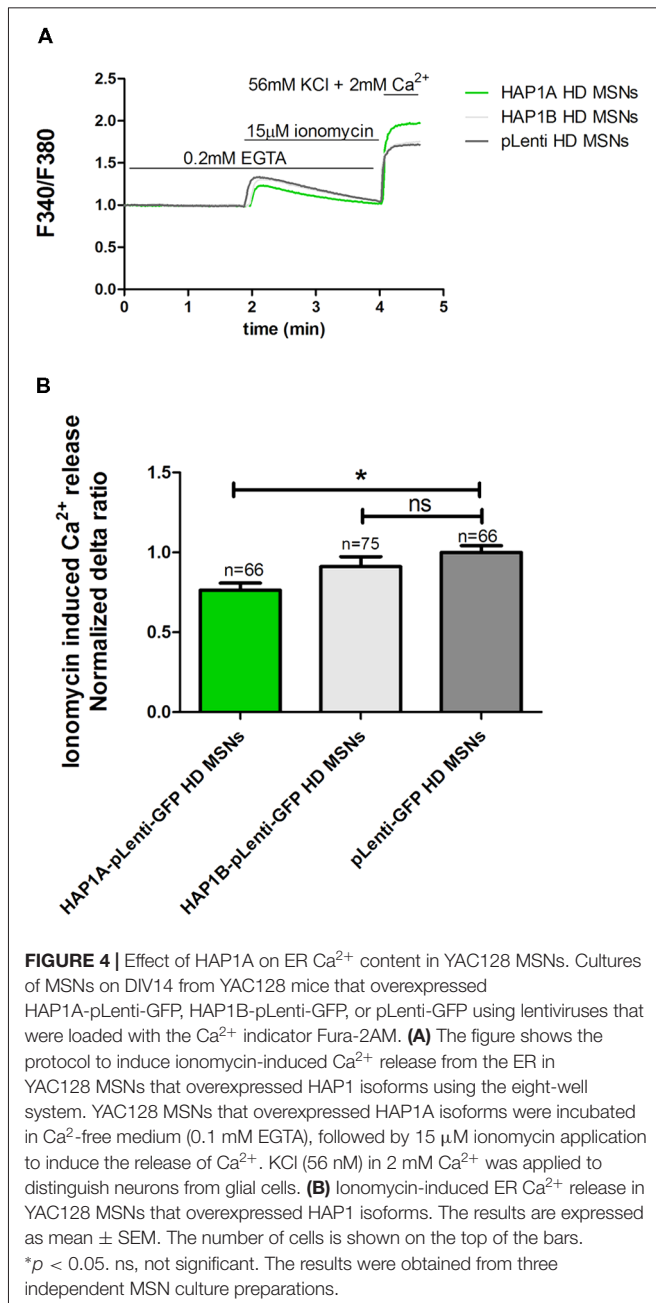 A
56mM KCl + 2mM Ca²⁺
15µM ionomycin
0.2mM EGTA
HAP1A HD MSNs
HAP1B HD MSNs
pLenti HD MSNs
F340/F380
2.5
2.0
1.5
1.0
0.5
0.0
0 1 2 3 4 5
time (min)
B
Ionomycin induced Ca²⁺ release
Normalized delta ratio
1.5
1.0
0.5
0.0
*
ns
n=66
n=75
n=66
HAP1A-pLenti-GFP HD MSNs
HAP1B-pLenti-GFP HD MSNs
pLenti-GFP HD MSNs
FIGURE 4 | Effect of HAP1A on ER Ca²⁺ content in YAC128 MSNs. Cultures
of MSNs on DIV14 from YAC128 mice that overexpressed
HAP1A-pLenti-GFP, HAP1B-pLenti-GFP, or pLenti-GFP using lentiviruses that
were loaded with the Ca²⁺ indicator Fura-2AM. (A) The figure shows the
protocol to induce ionomycin-induced Ca²⁺ release from the ER in
YAC128 MSNs that overexpressed HAP1 isoforms using the eight-well
system. YAC128 MSNs that overexpressed HAP1A isoforms were incubated
in Ca²-free medium (0.1 mM EGTA), followed by 15 µM ionomycin application
to induce the release of Ca²⁺. KCl (56 nM) in 2 mM Ca²⁺ was applied to
distinguish neurons from glial cells. (B) Ionomycin-induced ER Ca²⁺ release in
YAC128 MSNs that overexpressed HAP1 isoforms. The results are expressed
as mean ± SEM. The number of cells is shown on the top of the bars.
*p < 0.05. ns, not significant. The results were obtained from three
independent MSN culture preparations.